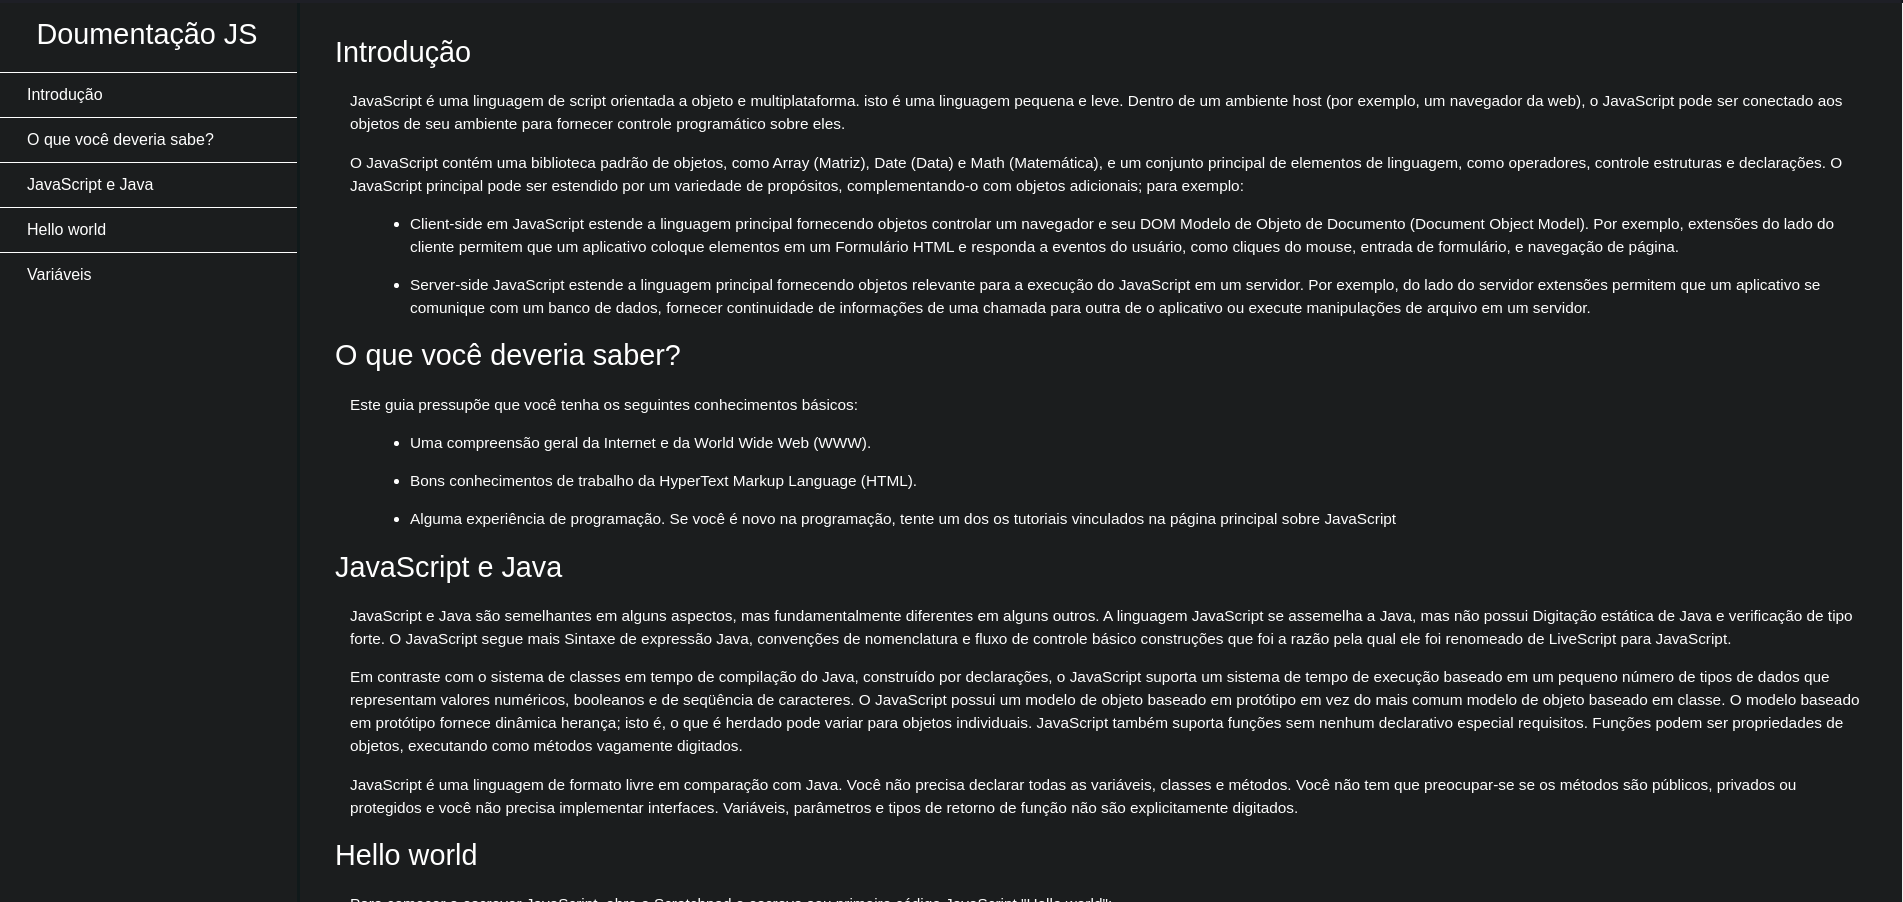 Doumentação JS
Introdução
O que você deveria sabe?
JavaScript e Java
Hello world
Variáveis
Introdução
JavaScript é uma linguagem de script orientada a objeto e multiplataforma. isto é uma linguagem pequena e leve. Dentro de um ambiente host (por exemplo, um navegador da web), o JavaScript pode ser conectado aos
objetos de seu ambiente para fornecer controle programático sobre eles.
O JavaScript contém uma biblioteca padrão de objetos, como Array (Matriz), Date (Data) e Math (Matemática), e um conjunto principal de elementos de linguagem, como operadores, controle estruturas e declarações. O
JavaScript principal pode ser estendido por um variedade de propósitos, complementando-o com objetos adicionais; para exemplo:
• Client-side em JavaScript estende a linguagem principal fornecendo objetos controlar um navegador e seu DOM Modelo de Objeto de Documento (Document Object Model). Por exemplo, extensões do lado do
cliente permitem que um aplicativo coloque elementos em um Formulário HTML e responda a eventos do usuário, como cliques do mouse, entrada de formulário, e navegação de página.
• Server-side JavaScript estende a linguagem principal fornecendo objetos relevante para a execução do JavaScript em um servidor. Por exemplo, do lado do servidor extensões permitem que um aplicativo se
comunique com um banco de dados, fornecer continuidade de informações de uma chamada para outra de o aplicativo ou execute manipulações de arquivo em um servidor.
O que você deveria saber?
Este guia pressupõe que você tenha os seguintes conhecimentos básicos:
• Uma compreensão geral da Internet e da World Wide Web (WWW).
• Bons conhecimentos de trabalho da HyperText Markup Language (HTML).
• Alguma experiência de programação. Se você é novo na programação, tente um dos os tutoriais vinculados na página principal sobre JavaScript
JavaScript e Java
JavaScript e Java são semelhantes em alguns aspectos, mas fundamentalmente diferentes em alguns outros. A linguagem JavaScript se assemelha a Java, mas não possui Digitação estática de Java e verificação de tipo
forte. O JavaScript segue mais Sintaxe de expressão Java, convenções de nomenclatura e fluxo de controle básico construções que foi a razão pela qual ele foi renomeado de LiveScript para JavaScript.
Em contraste com o sistema de classes em tempo de compilação do Java, construído por declarações, o JavaScript suporta um sistema de tempo de execução baseado em um pequeno número de tipos de dados que
representam valores numéricos, booleanos e de seqüência de caracteres. O JavaScript possui um modelo de objeto baseado em protótipo em vez do mais comum modelo de objeto baseado em classe. O modelo baseado
em protótipo fornece dinâmica herança; isto é, o que é herdado pode variar para objetos individuais. JavaScript também suporta funções sem nenhum declarativo especial requisitos. Funções podem ser propriedades de
objetos, executando como métodos vagamente digitados.
JavaScript é uma linguagem de formato livre em comparação com Java. Você não precisa declarar todas as variáveis, classes e métodos. Você não tem que preocupar-se se os métodos são públicos, privados ou
protegidos e você não precisa implementar interfaces. Variáveis, parâmetros e tipos de retorno de função não são explicitamente digitados.
Hello world
Para começar a escrever JavaScript, abra o Scratchpad e escreva seu primeiro código JavaScript "Hello world":